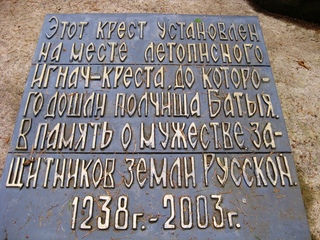 Этот крест установлен
на месте летописного
Игнач-креста, до которо-
го дошли полчища Батыя.
В память о мужестве за-
щитников земли Русской.
1238г.-2003г.